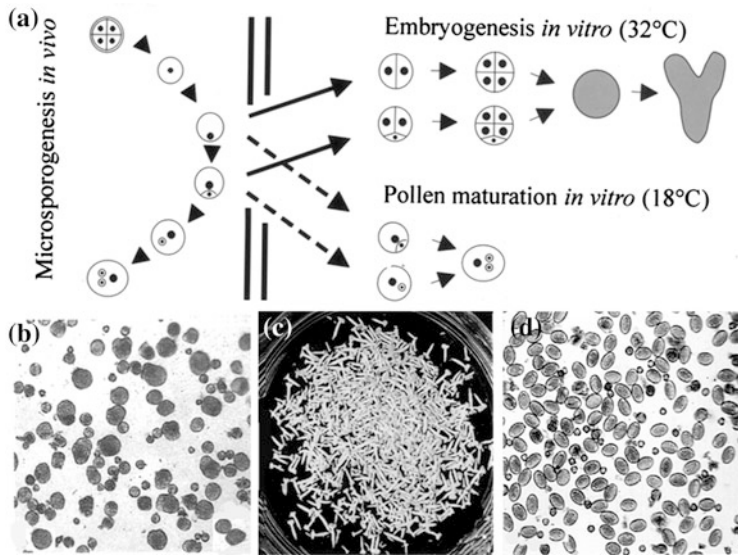 (a)
Microsporogenesis in vivo
Embryogenesis in vitro (32°C)
Pollen maturation in vitro (18°C)
(b)
(c)
(d)